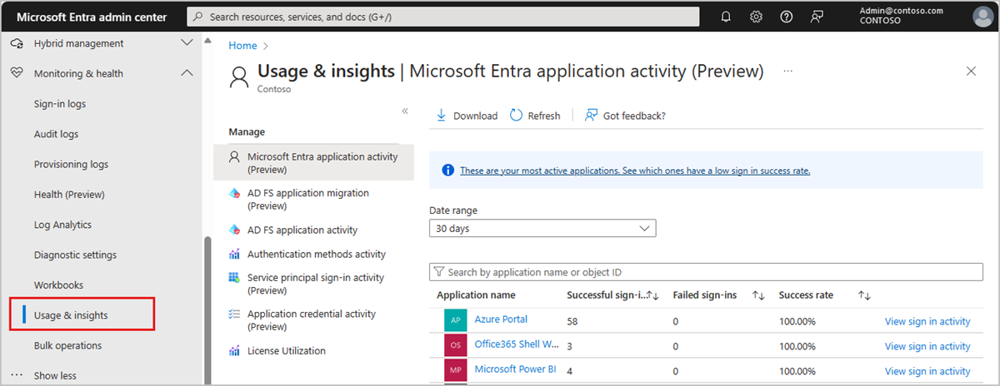 Microsoft Entra admin center
Search resources, services, and docs (G+/)
Admin@contoso.com
CONTOSO
Hybrid management
Monitoring & health
Sign-in logs
Audit logs
Provisioning logs
Health (Preview)
Log Analytics
Diagnostic settings
Workbooks
Usage & insights
Bulk operations
Show less
Home
Usage & insights | Microsoft Entra application activity (Preview)
Contoso
Manage
Microsoft Entra application activity
(Preview)
AD FS application migration
(Preview)
AD FS application activity
Authentication methods activity
Service principal sign-in activity
(Preview)
Application credential activity
(Preview)
License Utilization
Download Refresh Got feedback?
These are your most active applications. See which ones have a low sign in success rate.
Date range
30 days
Search by application name or object ID
Application name Successful sign-i... Failed sign-ins Success rate
AP Azure Portal 58 0 100.00% View sign in activity
OS Office365 Shell W... 3 0 100.00% View sign in activity
MP Microsoft Power BI 4 0 100.00% View sign in activity